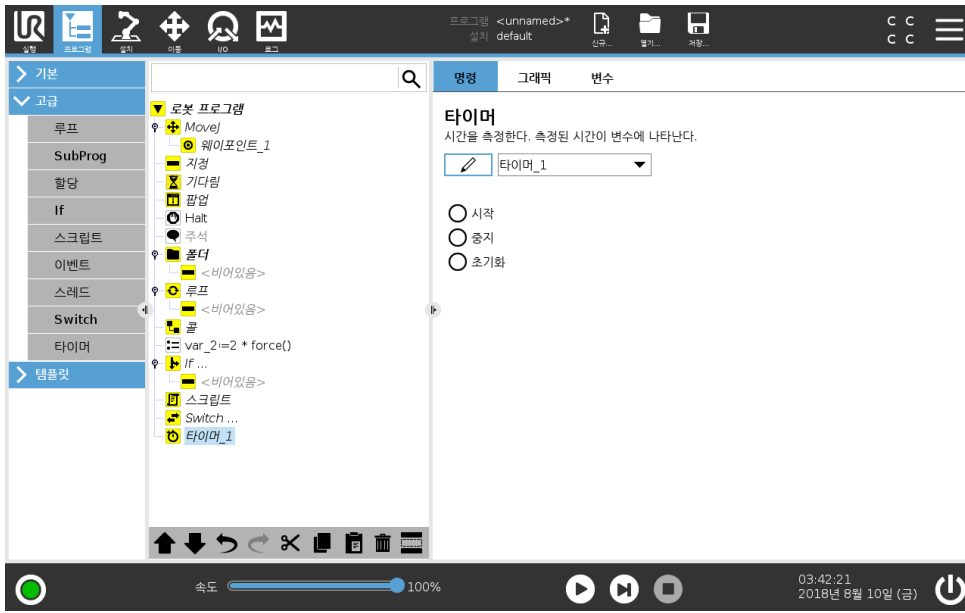 프로그램 <unnamed>*
설치 default
UR
실행
프로그램
설치
이동
I/O
로그
신규...
열기...
저장...
C C
C C
기본
고급
루프
SubProg
할당
If
스크립트
이벤트
스레드
Switch
타이머
템플릿
로봇 프로그램
MoveJ
웨이포인트_1
지정
기다림
팝업
Halt
주석
폴더
<비어있음>
루프
<비어있음>
콜
var_2≔2 * force()
If ...
<비어있음>
스크립트
Switch ...
타이머_1
명령 그래픽 변수
타이머
시간을 측정한다. 측정된 시간이 변수에 나타난다.
타이머_1
시작
중지
초기화
속도 100%
03:42:21
2018년 8월 10일 (금)